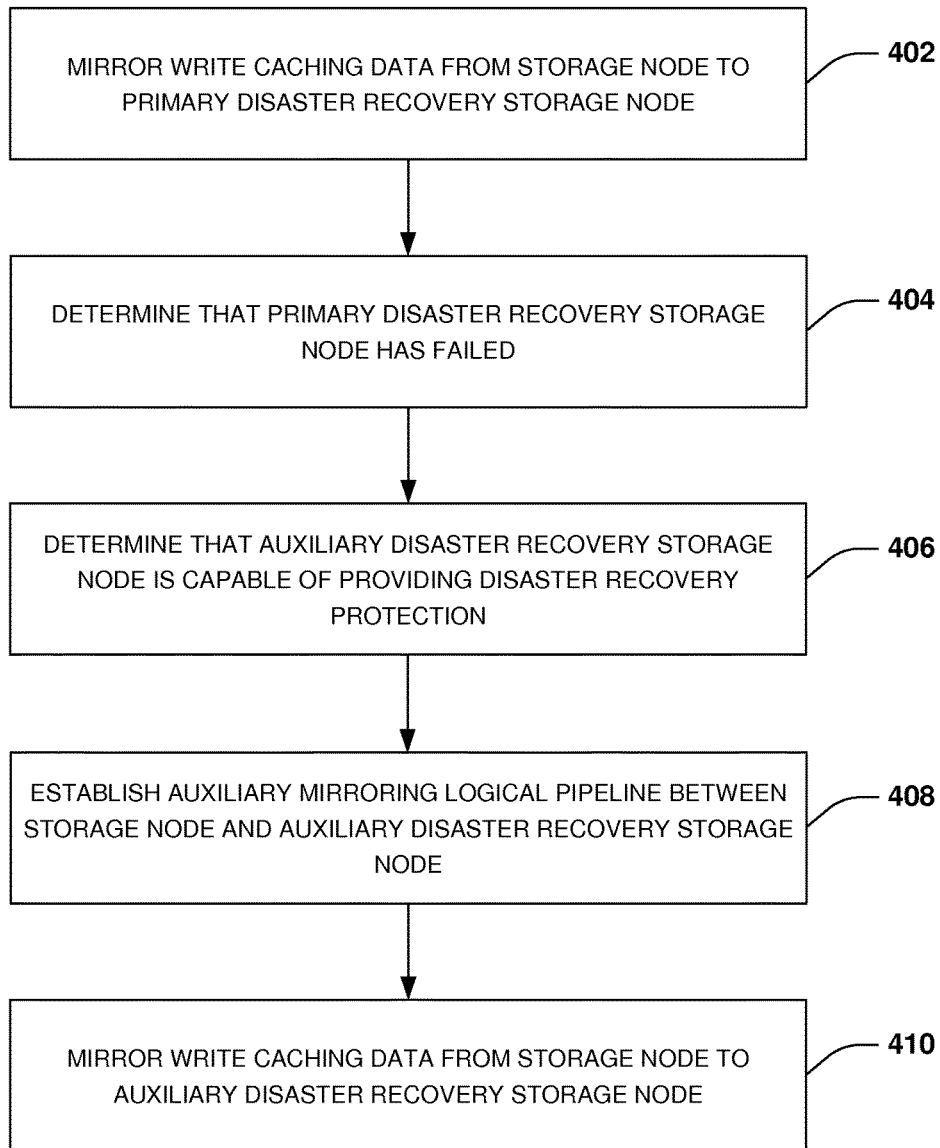 MIRROR WRITE CACHING DATA FROM STORAGE NODE TO
PRIMARY DISASTER RECOVERY STORAGE NODE
402
DETERMINE THAT PRIMARY DISASTER RECOVERY STORAGE
NODE HAS FAILED
404
DETERMINE THAT AUXILIARY DISASTER RECOVERY STORAGE
NODE IS CAPABLE OF PROVIDING DISASTER RECOVERY
PROTECTION
406
ESTABLISH AUXILIARY MIRRORING LOGICAL PIPELINE BETWEEN
STORAGE NODE AND AUXILIARY DISASTER RECOVERY STORAGE
NODE
408
MIRROR WRITE CACHING DATA FROM STORAGE NODE TO
AUXILIARY DISASTER RECOVERY STORAGE NODE
410